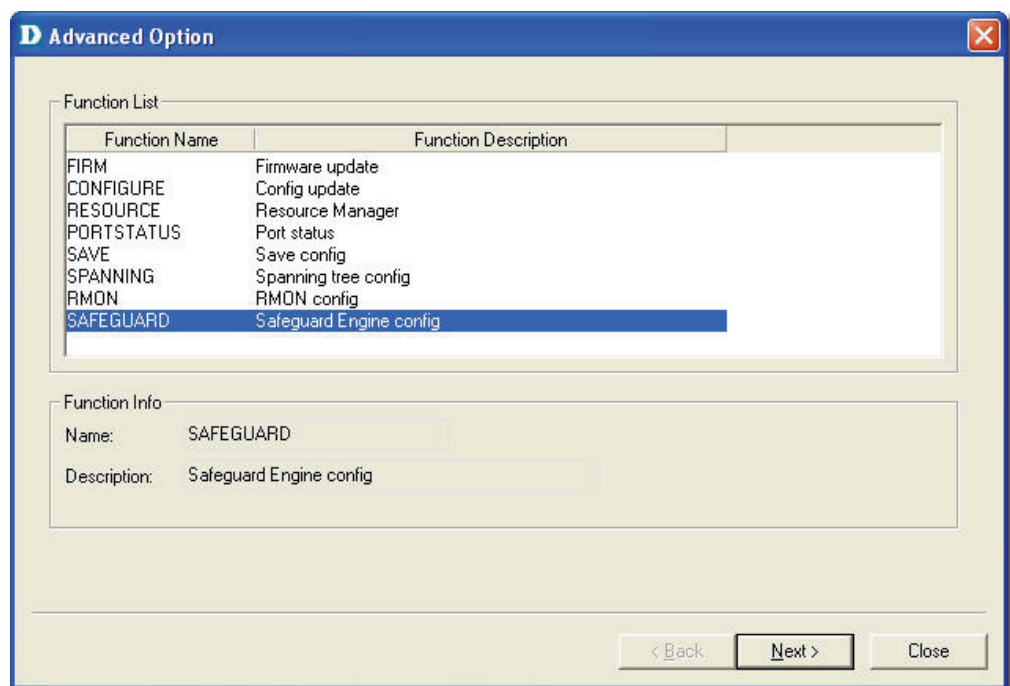 D Advanced Option
Function List
Function Name Function Description
FIRM Firmware update
CONFIGURE Config update
RESOURCE Resource Manager
PORTSTATUS Port status
SAVE Save config
SPANNING Spanning tree config
RMON RMON config
SAFEGUARD Safeguard Engine config
Function Info
Name: SAFEGUARD
Description: Safeguard Engine config
< Back Next > Close